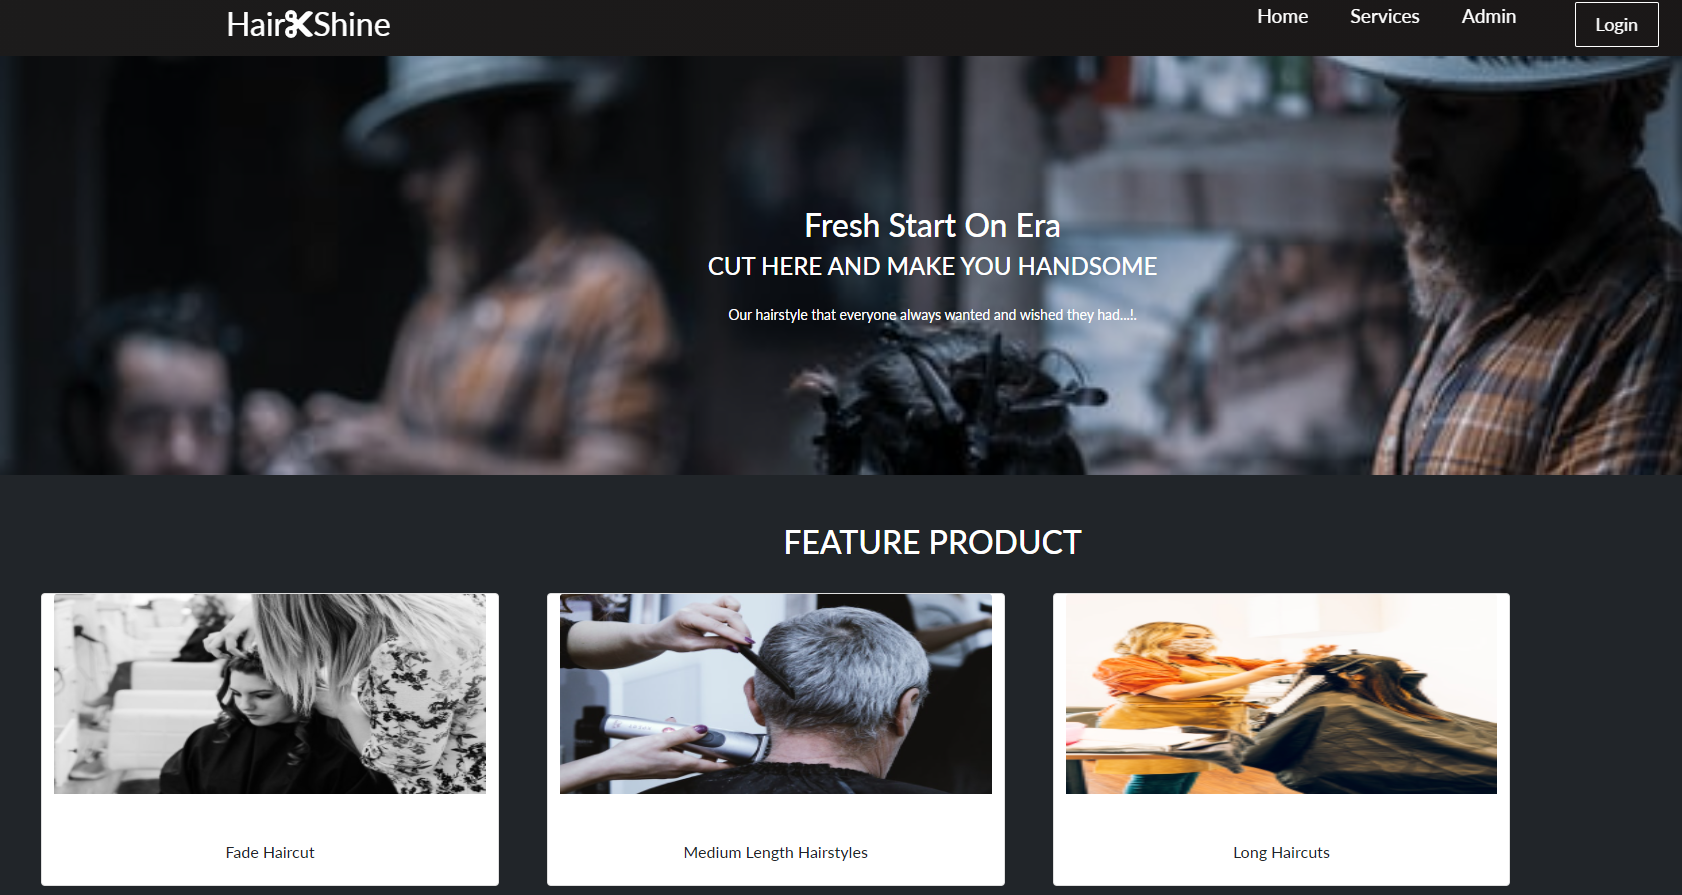 Hair Shine
Home Services Admin Login
Fresh Start On Era
CUT HERE AND MAKE YOU HANDSOME
Our hairstyle that everyone always wanted and wished they had...!.
FEATURE PRODUCT
Fade Haircut
Medium Length Hairstyles
Long Haircuts